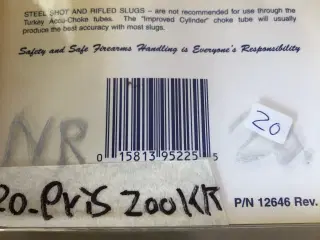 STEEL SHOT AND RIFLED SLUGS – are not recommended for use through the
Turkey Accu-Choke tubes. The "Improved Cylinder" choke tube will usually
produce the best accuracy with most slugs.
Safety and Safe Firearms Handling is Everyone's Responsibility
20
NR
0 15813 95225 5
20-Pris 200KR
P/N 12646 Rev.